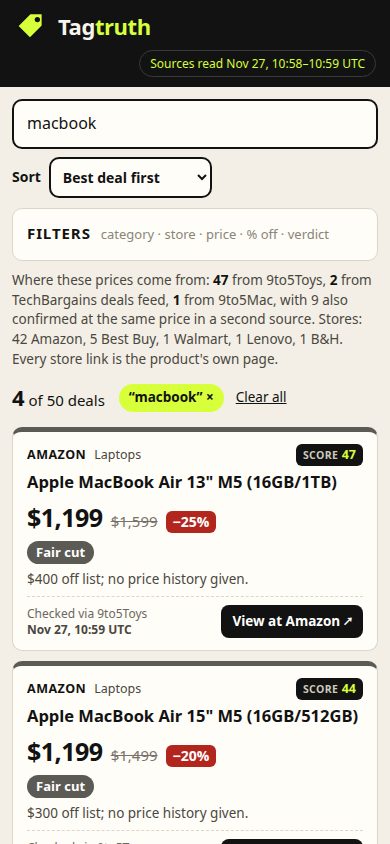 Tagtruth
Sources read Nov 27, 10:58–10:59 UTC
macbook
Sort Best deal first
FILTERS category · store · price · % off · verdict
Where these prices come from: 47 from 9to5Toys, 2 from
TechBargains deals feed, 1 from 9to5Mac, with 9 also
confirmed at the same price in a second source. Stores:
42 Amazon, 5 Best Buy, 1 Walmart, 1 Lenovo, 1 B&H.
Every store link is the product's own page.
4 of 50 deals “macbook” × Clear all
AMAZON Laptops SCORE 47
Apple MacBook Air 13" M5 (16GB/1TB)
$1,199 $1,599 −25%
Fair cut
$400 off list; no price history given.
Checked via 9to5Toys
Nov 27, 10:59 UTC
View at Amazon ↗
AMAZON Laptops SCORE 44
Apple MacBook Air 15" M5 (16GB/512GB)
$1,199 $1,499 −20%
Fair cut
$300 off list; no price history given.